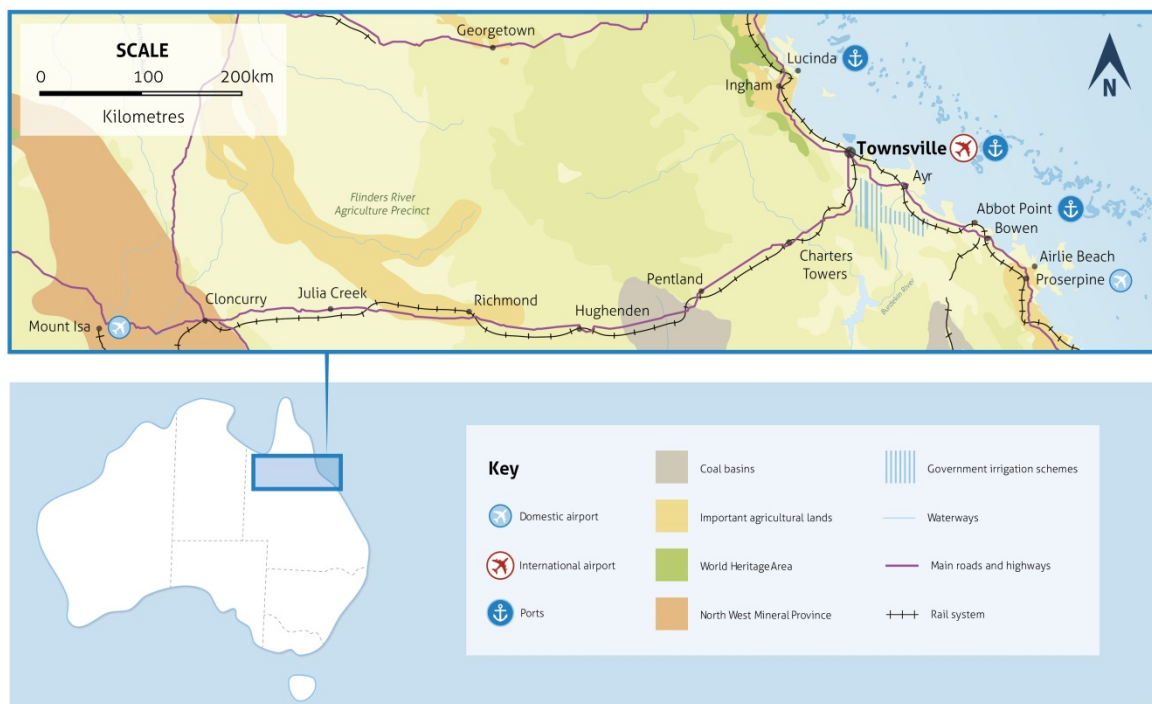 SCALE
0 100 200km
Kilometres
Georgetown
Lucinda
Ingham
N
Townsville
Ayr
Flinders River
Agriculture Precinct
Abbot Point
Bowen
Charters
Towers
Airlie Beach
Proserpine
Pentland
Burdekin River
Cloncurry
Julia Creek
Richmond
Hughenden
Mount Isa
Key
Domestic airport
International airport
Ports
Coal basins
Important agricultural lands
World Heritage Area
North West Mineral Province
Government irrigation schemes
Waterways
Main roads and highways
Rail system